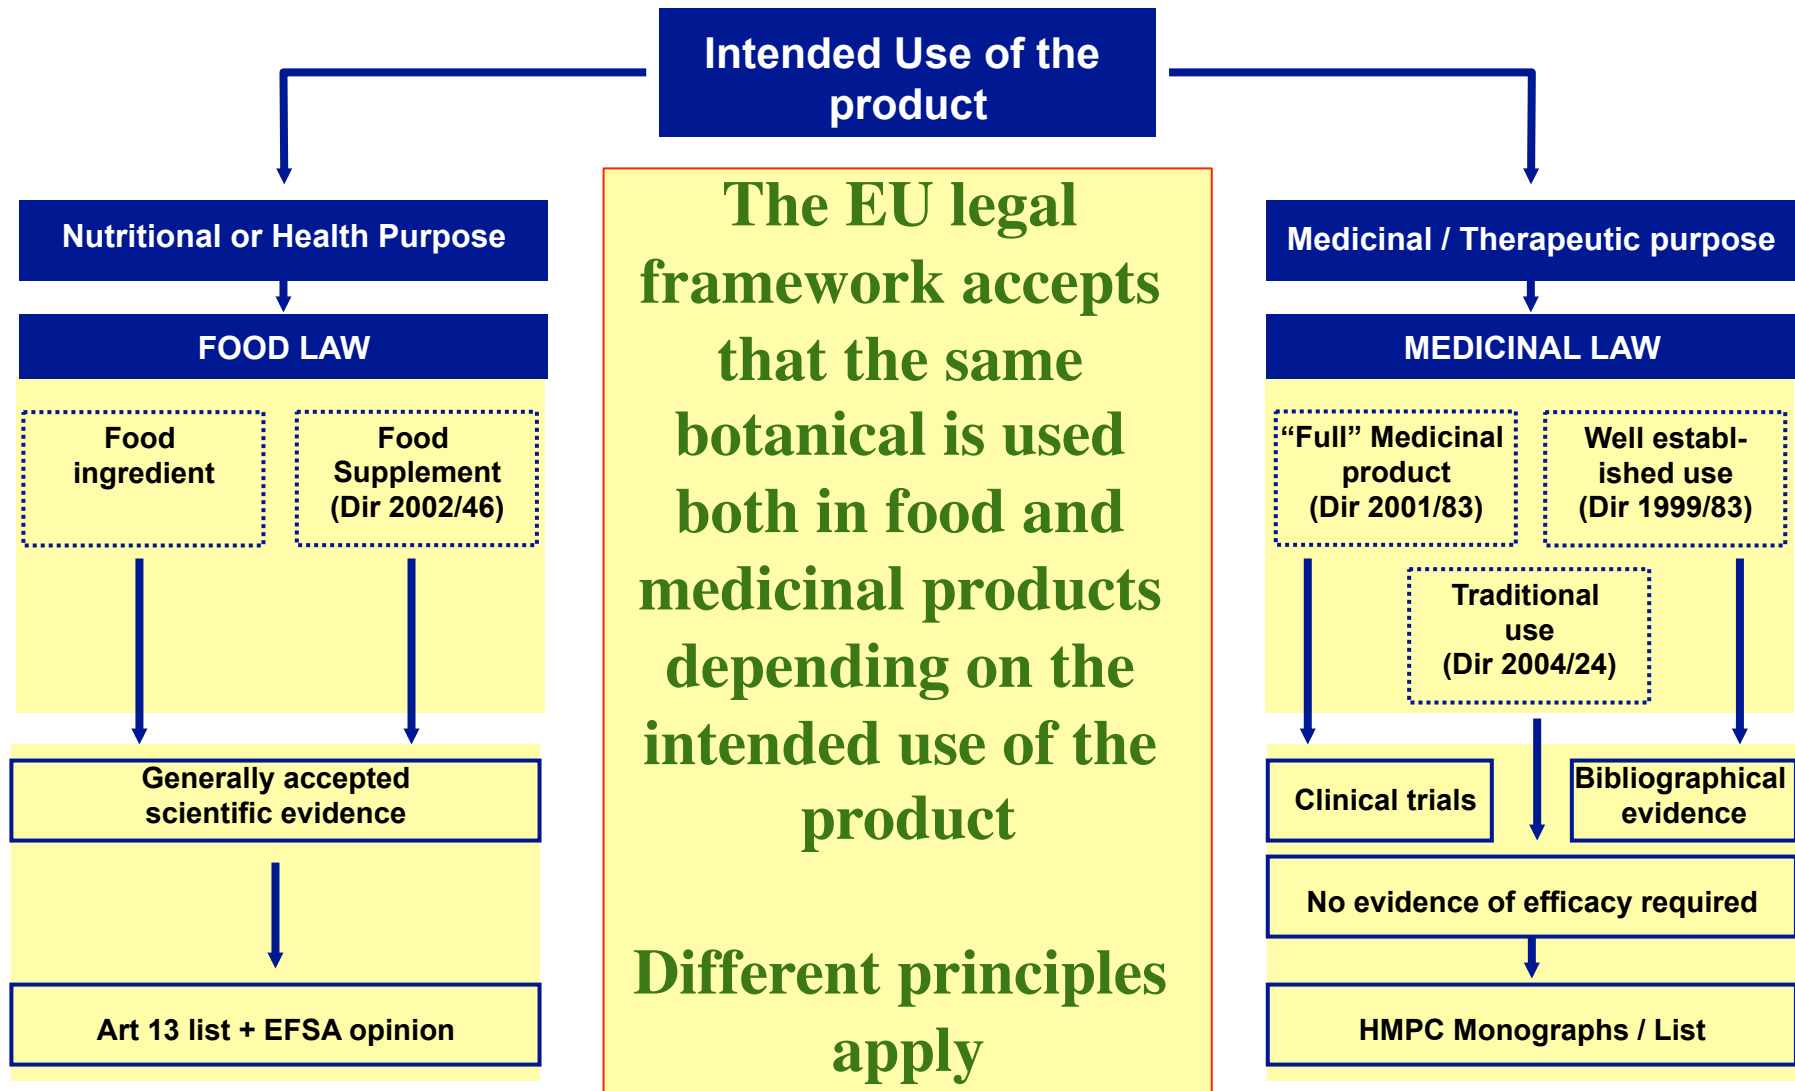 Intended Use of the
product
Nutritional or Health Purpose
FOOD LAW
Food
ingredient
Food
Supplement
(Dir 2002/46)
Generally accepted
scientific evidence
Art 13 list + EFSA opinion
The EU legal
framework accepts
that the same
botanical is used
both in food and
medicinal products
depending on the
intended use of the
product
Different principles
apply
Medicinal / Therapeutic purpose
MEDICINAL LAW
“Full” Medicinal
product
(Dir 2001/83)
Well establ-
ished use
(Dir 1999/83)
Traditional
use
(Dir 2004/24)
Clinical trials
Bibliographical
evidence
No evidence of efficacy required
HMPC Monographs / List